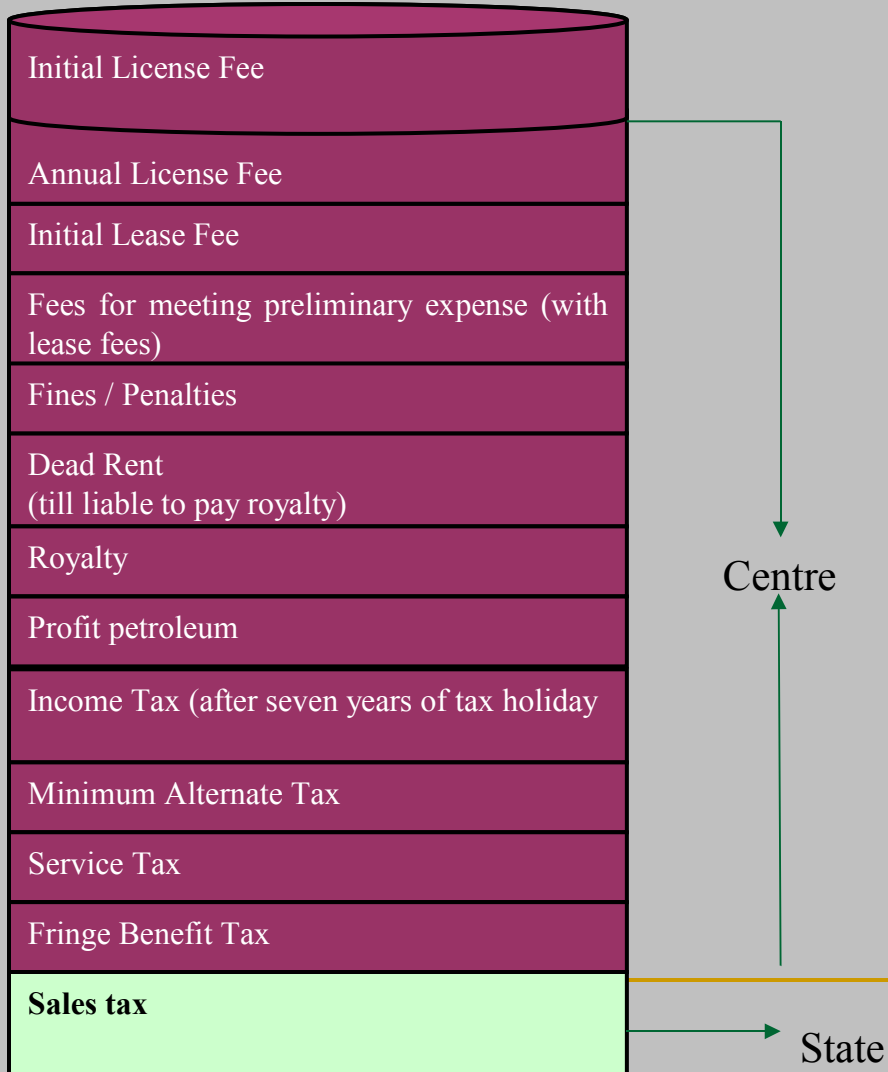 Initial License Fee
Annual License Fee
Initial Lease Fee
Fees for meeting preliminary expense (with
lease fees)
Fines / Penalties
Dead Rent
(till liable to pay royalty)
Royalty
Profit petroleum
Income Tax (after seven years of tax holiday
Minimum Alternate Tax
Service Tax
Fringe Benefit Tax
Sales tax
Centre
State